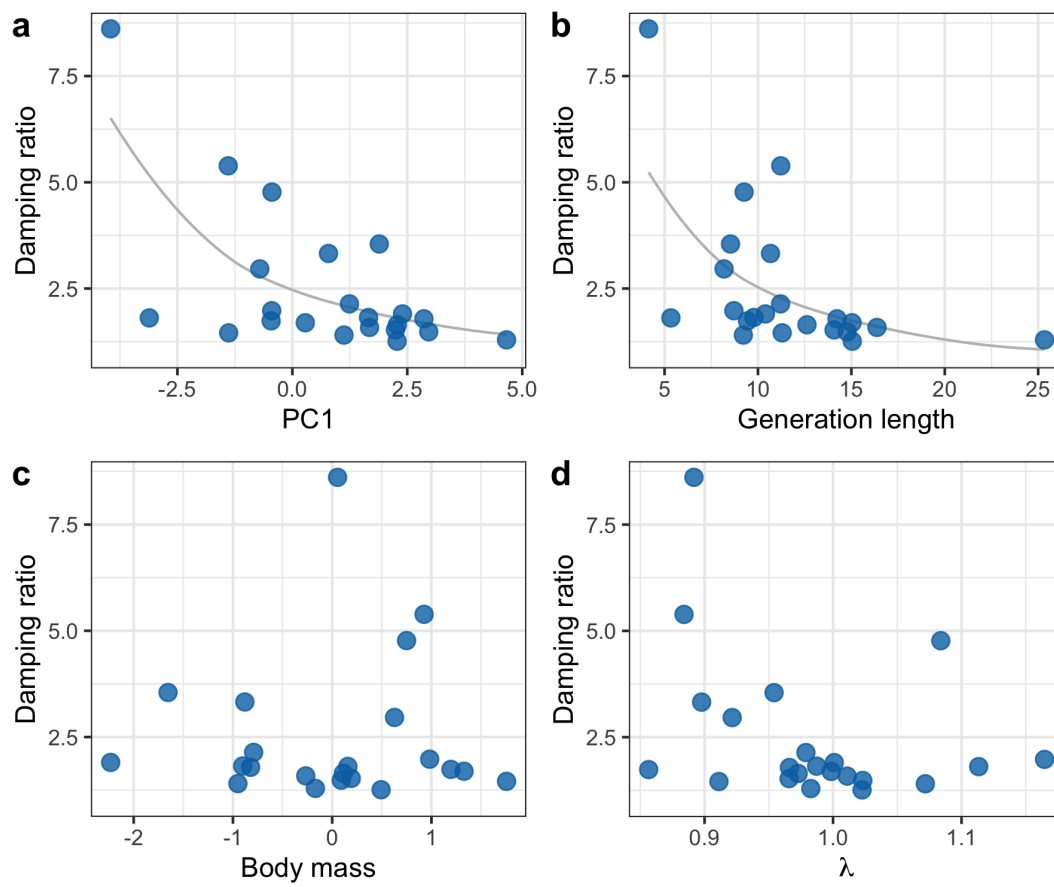 a
Damping ratio
7.5
5.0
2.5
-2.5 0.0 2.5 5.0
PC1
b
Damping ratio
7.5
5.0
2.5
5 10 15 20 25
Generation length
c
Damping ratio
7.5
5.0
2.5
-2 -1 0 1
Body mass
d
Damping ratio
7.5
5.0
2.5
0.9 1.0 1.1
λ